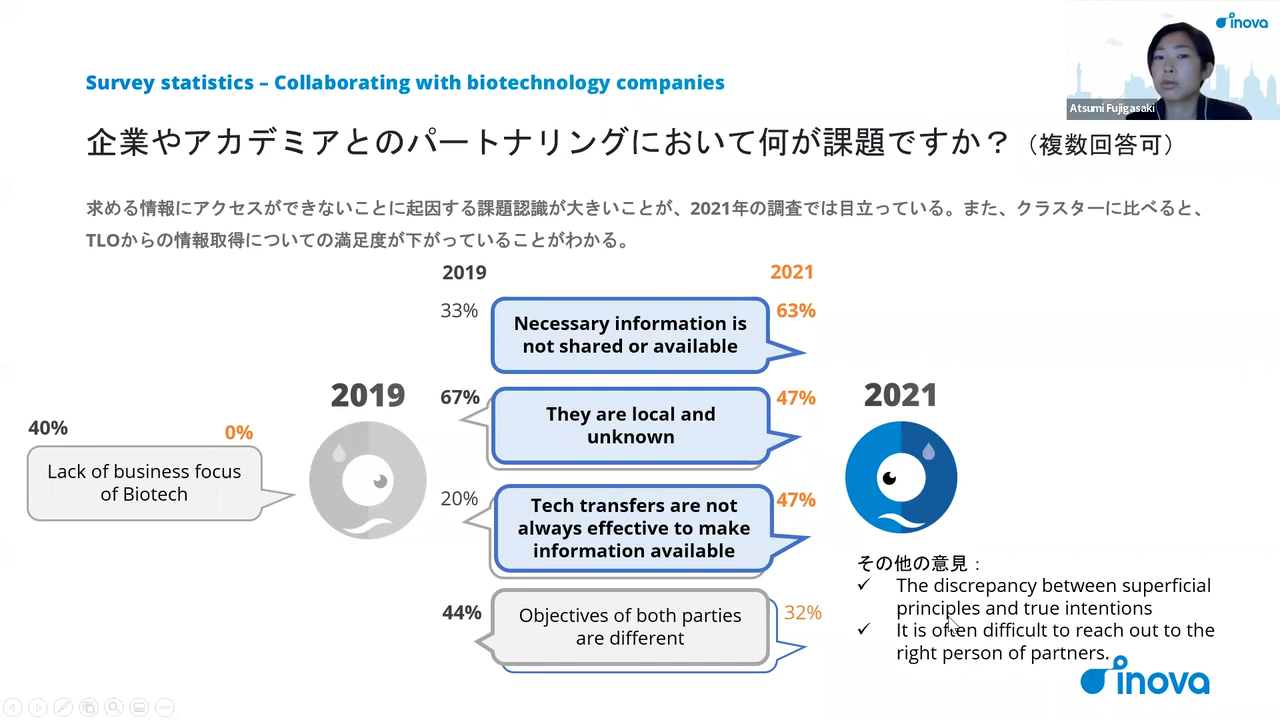 inova
Atsumi Fujigasaki
Survey statistics – Collaborating with biotechnology companies
企業やアカデミアとのパートナリングにおいて何が課題ですか？（複数回答可）
求める情報にアクセスができないことに起因する課題認識が大きいことが、2021年の調査では目立っている。また、クラスターに比べると、
TLOからの情報取得についての満足度が下がっていることがわかる。
2019
2021
33%
Necessary information is
not shared or available
63%
2019
67%
They are local and
unknown
47%
2021
40%
0%
Lack of business focus
of Biotech
20%
Tech transfers are not
always effective to make
information available
47%
44%
Objectives of both parties
are different
32%
その他の意見：
✓ The discrepancy between superficial
principles and true intentions
✓ It is often difficult to reach out to the
right person of partners.
inova